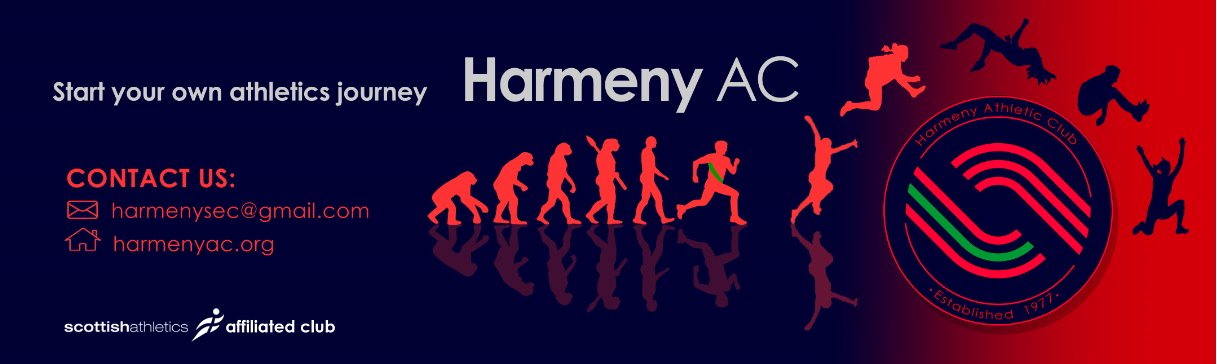 Start your own athletics journey
Harmeny AC
CONTACT US:
harmenysec@gmail.com
harmenyac.org
scottishathletics affiliated club
Harmeny Athletic Club
• Established 1977 •